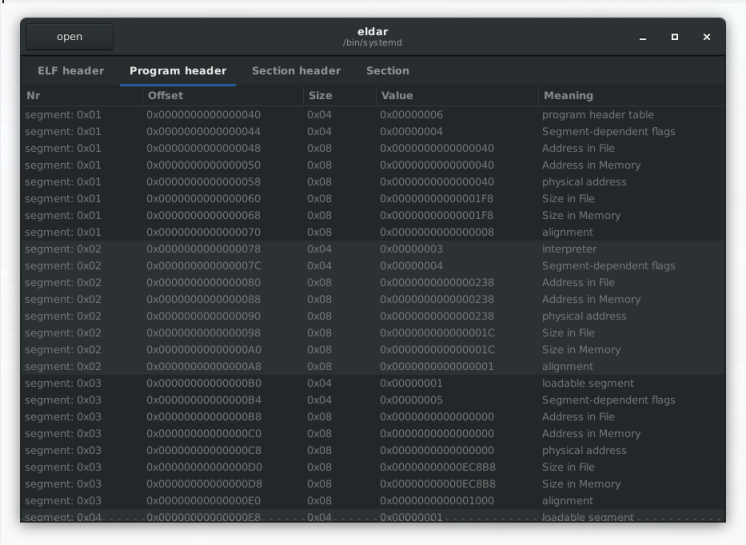 open
eldar
/bin/systemd
ELF header Program header Section header Section
Nr Offset Size Value Meaning
segment: 0x01 0x0000000000000040 0x04 0x00000006 program header table
segment: 0x01 0x0000000000000044 0x04 0x00000004 Segment-dependent flags
segment: 0x01 0x0000000000000048 0x08 0x0000000000000040 Address in File
segment: 0x01 0x0000000000000050 0x08 0x0000000000000040 Address in Memory
segment: 0x01 0x0000000000000058 0x08 0x0000000000000040 physical address
segment: 0x01 0x0000000000000060 0x08 0x00000000000001F8 Size in File
segment: 0x01 0x0000000000000068 0x08 0x00000000000001F8 Size in Memory
segment: 0x01 0x0000000000000070 0x08 0x0000000000000008 alignment
segment: 0x02 0x0000000000000078 0x04 0x00000003 interpreter
segment: 0x02 0x000000000000007C 0x04 0x00000004 Segment-dependent flags
segment: 0x02 0x0000000000000080 0x08 0x0000000000000238 Address in File
segment: 0x02 0x0000000000000088 0x08 0x0000000000000238 Address in Memory
segment: 0x02 0x0000000000000090 0x08 0x0000000000000238 physical address
segment: 0x02 0x0000000000000098 0x08 0x000000000000001C Size in File
segment: 0x02 0x00000000000000A0 0x08 0x000000000000001C Size in Memory
segment: 0x02 0x00000000000000A8 0x08 0x0000000000000001 alignment
segment: 0x03 0x00000000000000B0 0x04 0x00000001 loadable segment
segment: 0x03 0x00000000000000B4 0x04 0x00000005 Segment-dependent flags
segment: 0x03 0x00000000000000B8 0x08 0x0000000000000000 Address in File
segment: 0x03 0x00000000000000C0 0x08 0x0000000000000000 Address in Memory
segment: 0x03 0x00000000000000C8 0x08 0x0000000000000000 physical address
segment: 0x03 0x00000000000000D0 0x08 0x00000000000EC8B8 Size in File
segment: 0x03 0x00000000000000D8 0x08 0x00000000000EC8B8 Size in Memory
segment: 0x03 0x00000000000000E0 0x08 0x0000000000001000 alignment
segment: 0x04 0x00000000000000E8 0x04 0x00000001 loadable segment